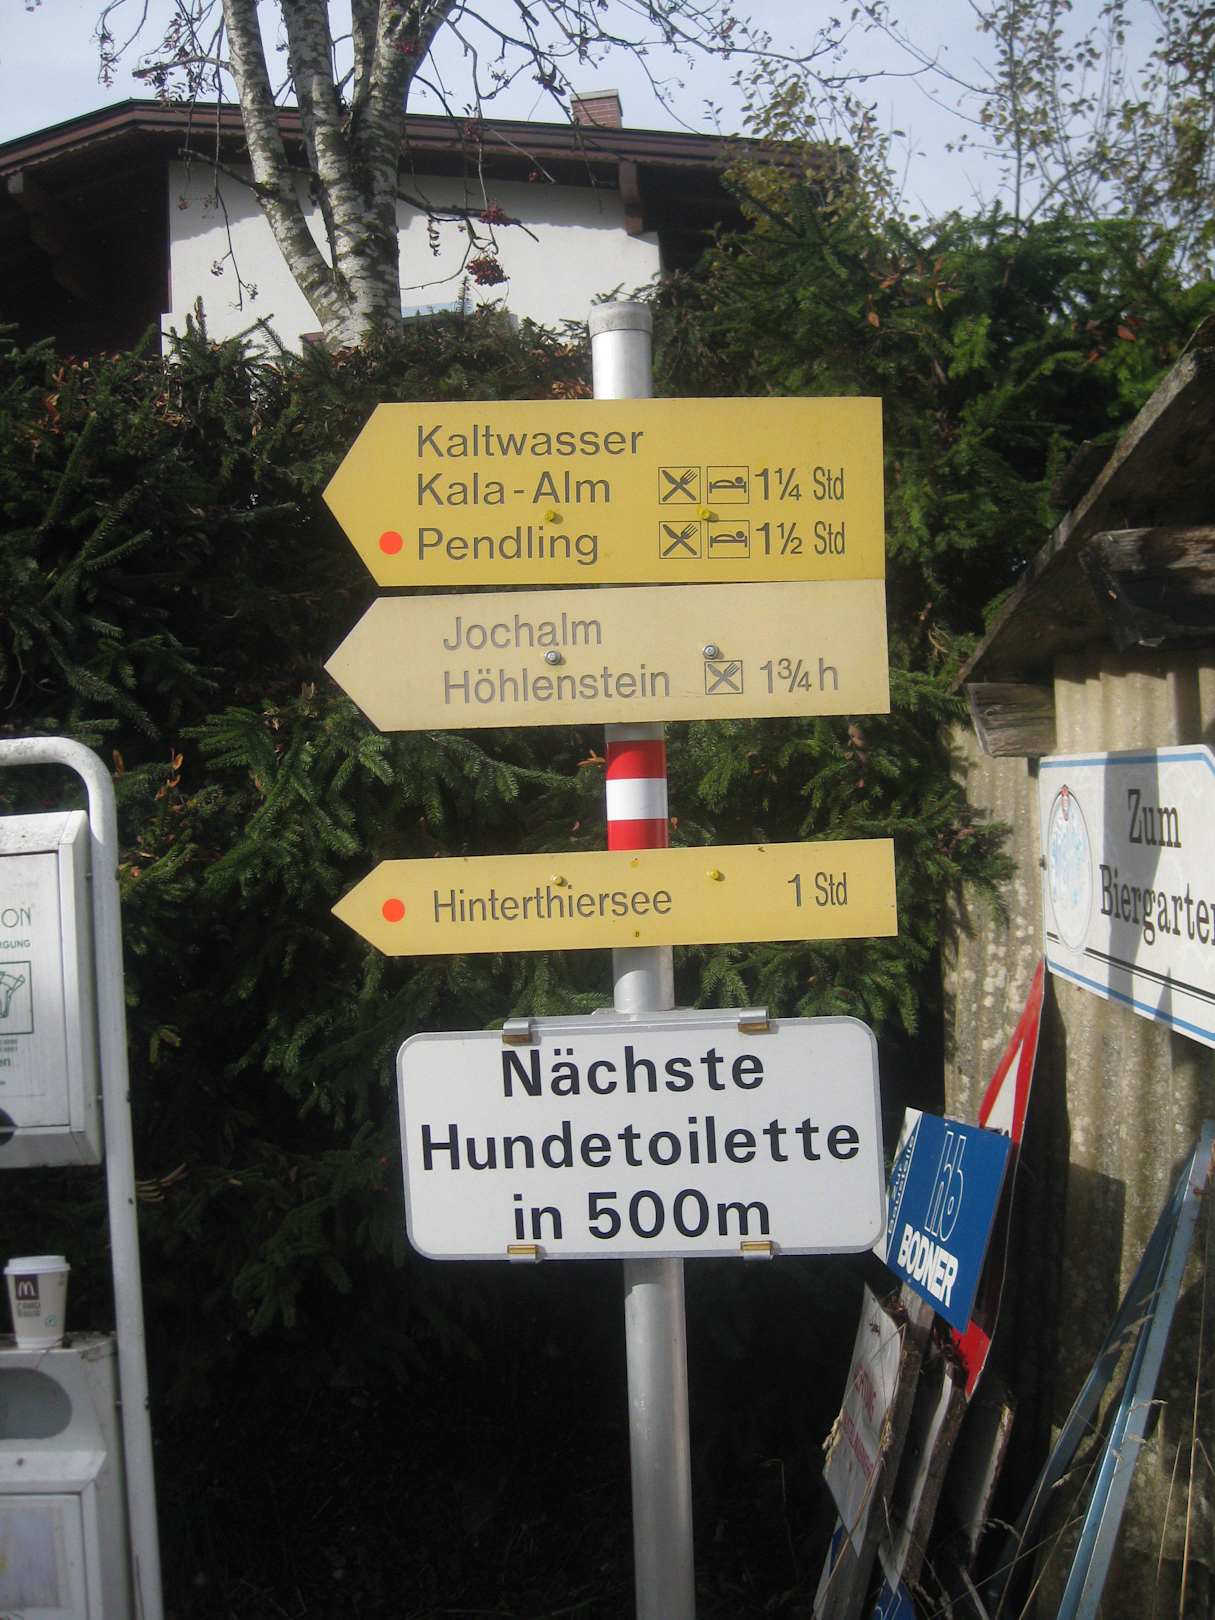 Kaltwasser
Kala-Alm 1¼ Std
Pendling 1½ Std
Jochalm
Höhlenstein 1¾ h
Hinterthiersee 1 Std
Nächste
Hundetoilette
in 500m
Zum
Biergarten
hb
BODNER
M